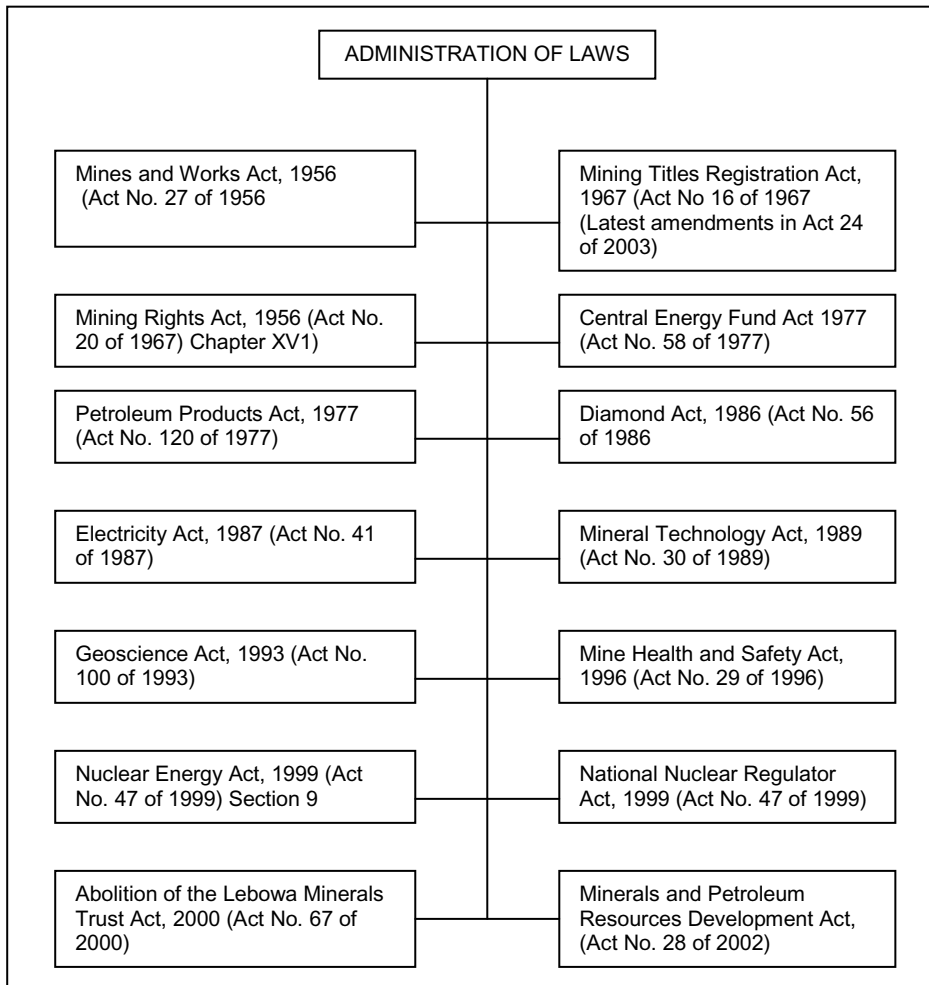 ADMINISTRATION OF LAWS
Mines and Works Act, 1956
(Act No. 27 of 1956
Mining Titles Registration Act,
1967 (Act No 16 of 1967
(Latest amendments in Act 24
of 2003)
Mining Rights Act, 1956 (Act No.
20 of 1967) Chapter XV1)
Central Energy Fund Act 1977
(Act No. 58 of 1977)
Petroleum Products Act, 1977
(Act No. 120 of 1977)
Diamond Act, 1986 (Act No. 56
of 1986
Electricity Act, 1987 (Act No. 41
of 1987)
Mineral Technology Act, 1989
(Act No. 30 of 1989)
Geoscience Act, 1993 (Act No.
100 of 1993)
Mine Health and Safety Act,
1996 (Act No. 29 of 1996)
Nuclear Energy Act, 1999 (Act
No. 47 of 1999) Section 9
National Nuclear Regulator
Act, 1999 (Act No. 47 of 1999)
Abolition of the Lebowa Minerals
Trust Act, 2000 (Act No. 67 of
2000)
Minerals and Petroleum
Resources Development Act,
(Act No. 28 of 2002)